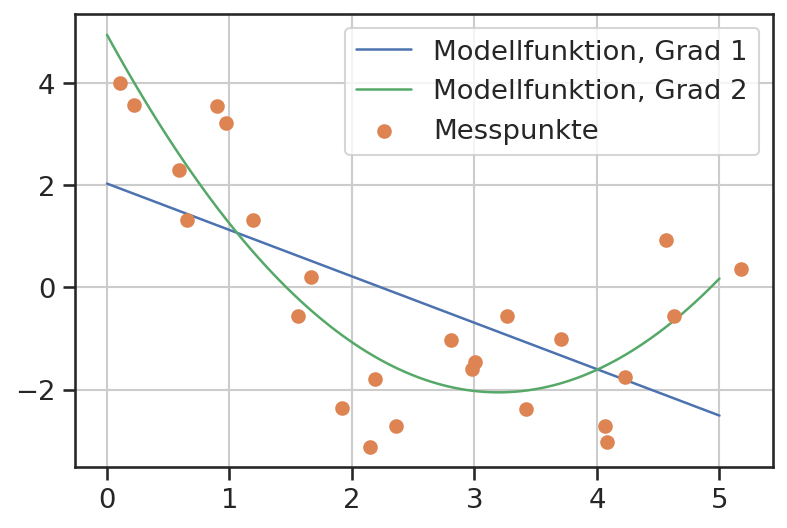 Modellfunktion, Grad 1
Modellfunktion, Grad 2
Messpunkte
4
2
0
−2
0 1 2 3 4 5